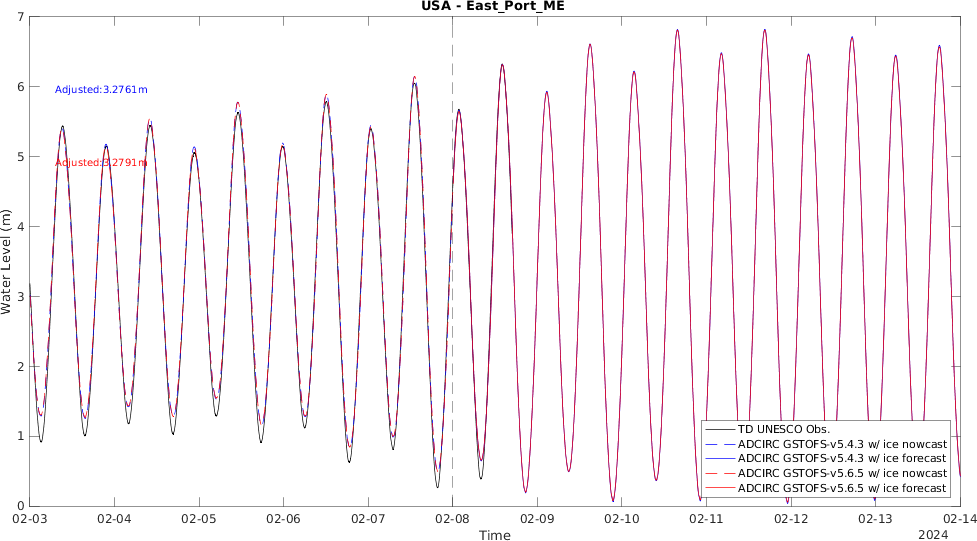 USA - East_Port_ME
7
6
5
4
3
2
1
0
Water Level (m)
Adjusted:3.2761m
Adjusted:3.2791m
TD UNESCO Obs.
ADCIRC GSTOFS-v5.4.3 w/ ice nowcast
ADCIRC GSTOFS-v5.4.3 w/ ice forecast
ADCIRC GSTOFS-v5.6.5 w/ ice nowcast
ADCIRC GSTOFS-v5.6.5 w/ ice forecast
02-03 02-04 02-05 02-06 02-07 02-08 02-09 02-10 02-11 02-12 02-13 02-14
Time
2024